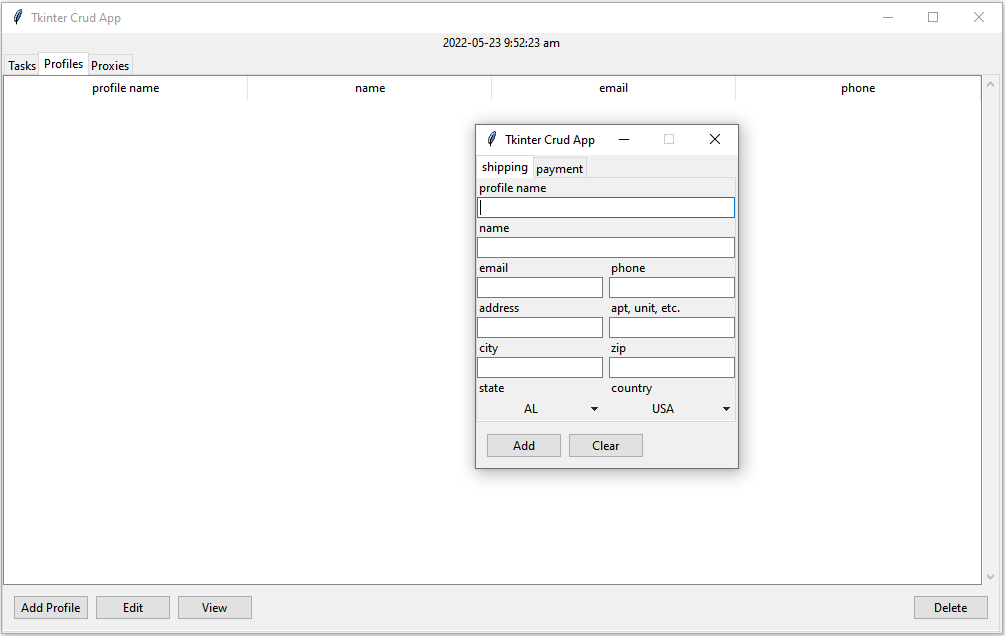 Tkinter Crud App
2022-05-23 9:52:23 am
Tasks Profiles Proxies
profile name name email phone
Tkinter Crud App
shipping payment
profile name
name
email phone
address apt, unit, etc.
city zip
state country
AL USA
Add Clear
Add Profile Edit View Delete